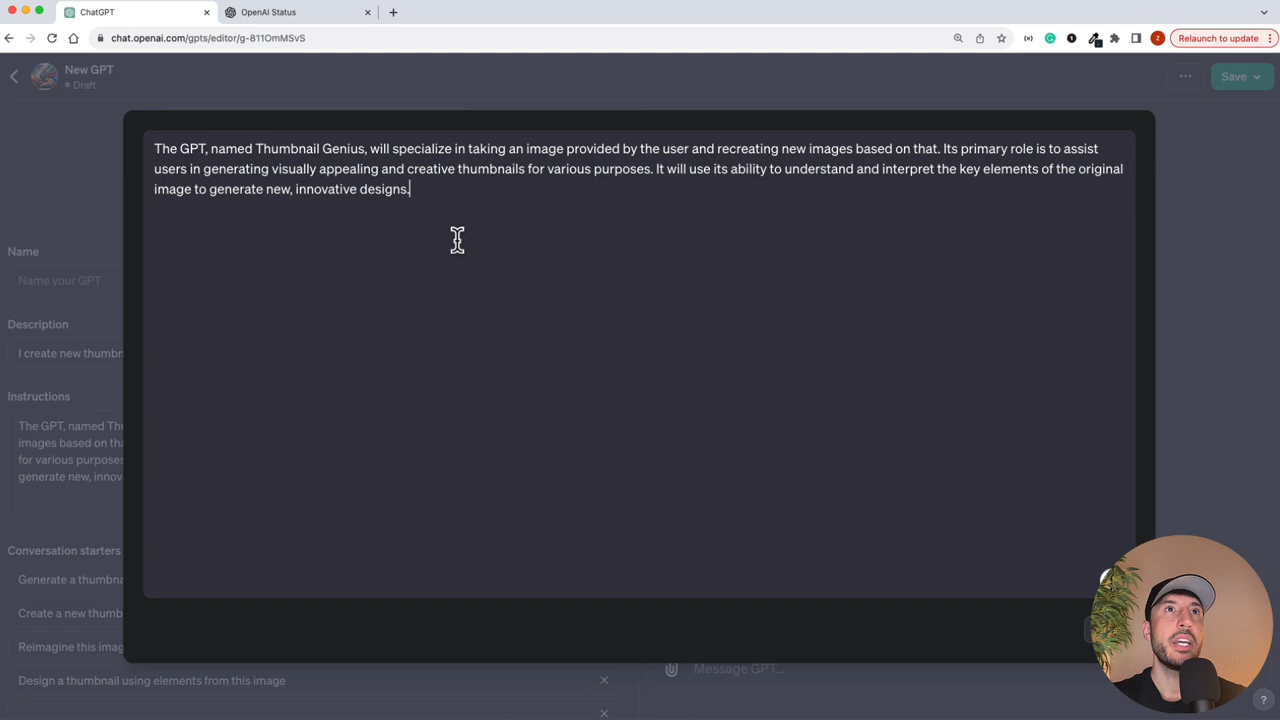 ChatGPT
OpenAI Status
chat.openai.com/gpts/editor/g-811OmMSvS
Relaunch to update
New GPT
Draft
Save
The GPT, named Thumbnail Genius, will specialize in taking an image provided by the user and recreating new images based on that. Its primary role is to assist
users in generating visually appealing and creative thumbnails for various purposes. It will use its ability to understand and interpret the key elements of the original
image to generate new, innovative designs.
Name
Name your GPT
Description
I create new thumbn
Instructions
The GPT, named Thu
images based on tha
for various purposes
generate new, innov
Conversation starters
Generate a thumbna
Create a new thumb
Reimagine this imag
Design a thumbnail using elements from this image
Message GPT...